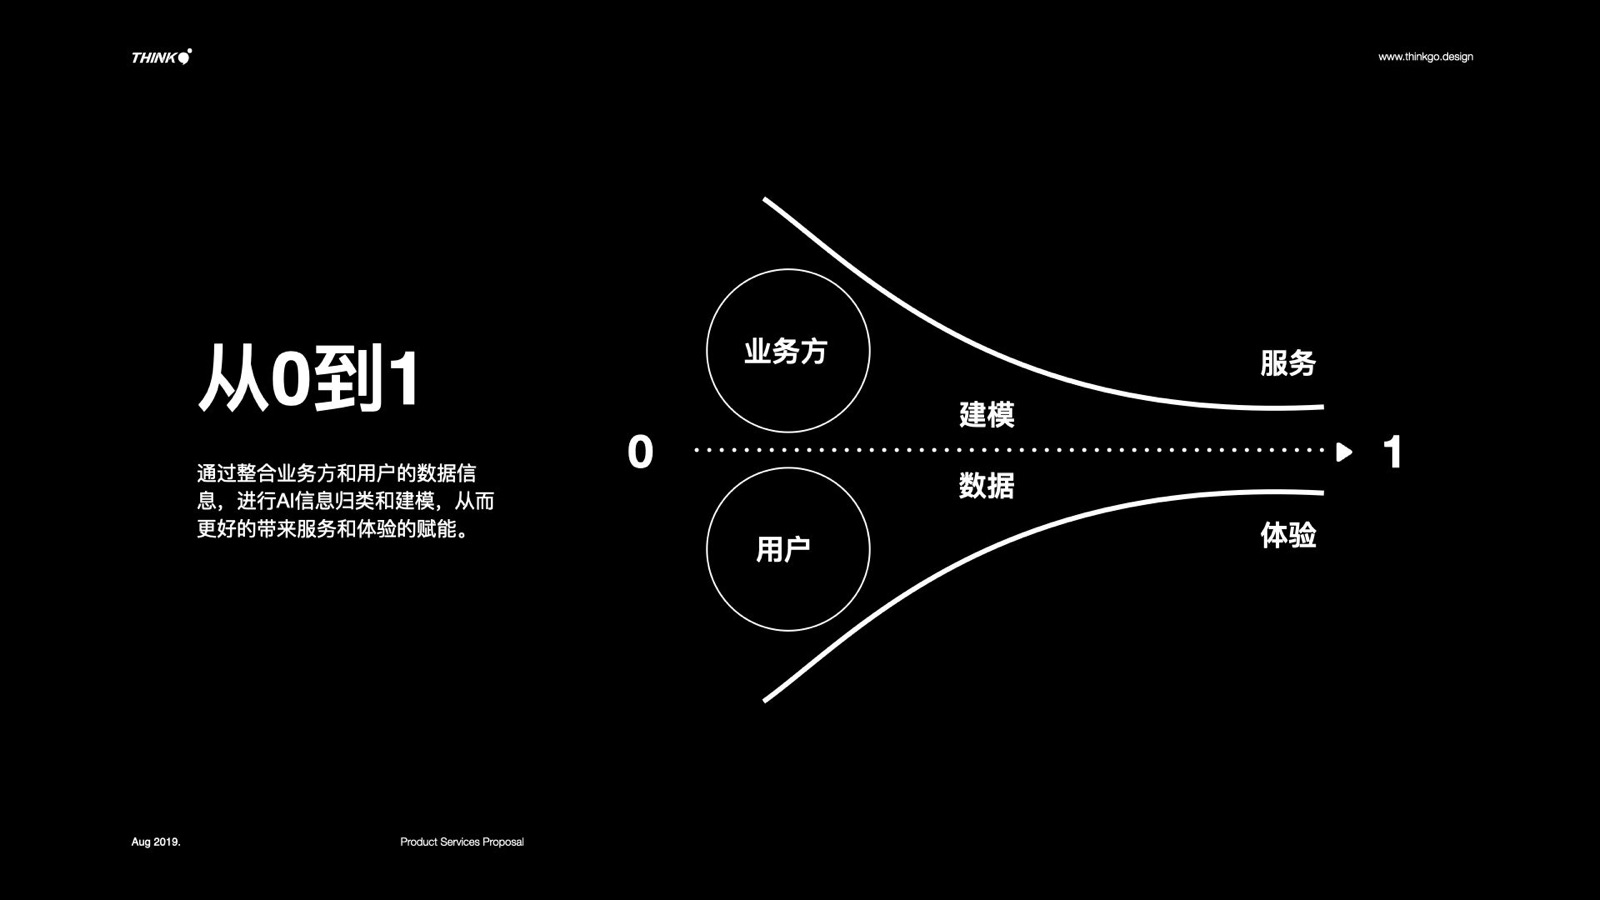 THINK
www.thinkgo.design
从0到1
通过整合业务方和用户的数据信
息，进行AI信息归类和建模，从而
更好的带来服务和体验的赋能。
业务方
服务
建模
0
1
数据
体验
用户
Aug 2019.
Product Services Proposal